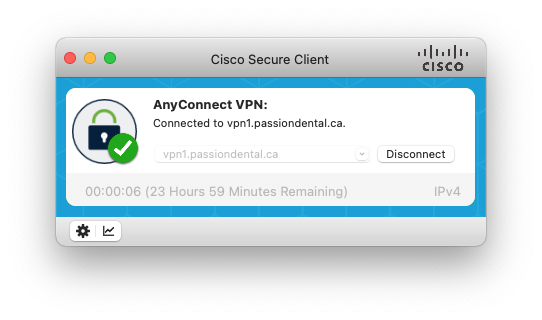 Cisco Secure Client
CISCO
AnyConnect VPN:
Connected to vpn1.passiondental.ca.
vpn1.passiondental.ca
Disconnect
00:00:06 (23 Hours 59 Minutes Remaining)
IPv4